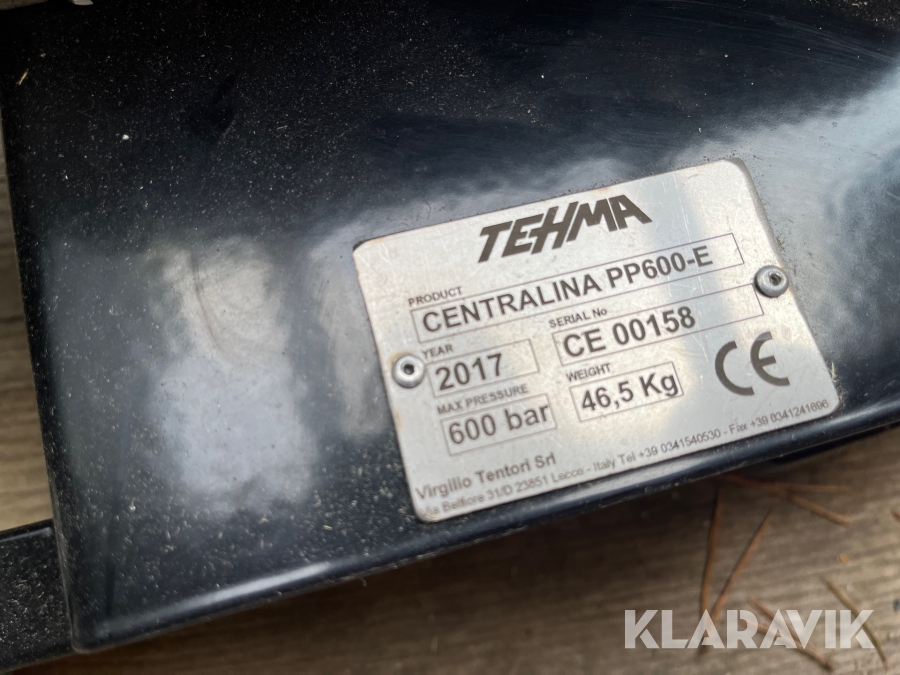 TEHMA
PRODUCT
CENTRALINA PP600-E
YEAR
2017
SERIAL No
CE 00158
MAX PRESSURE
600 bar
WEIGHT
46,5 Kg
CE
Virgilio Tentori Srl
Via Belfiore 31/D 23851 Lecco - Italy Tel +39 0341540530 - Fax +39 0341241696
KLARAVIK